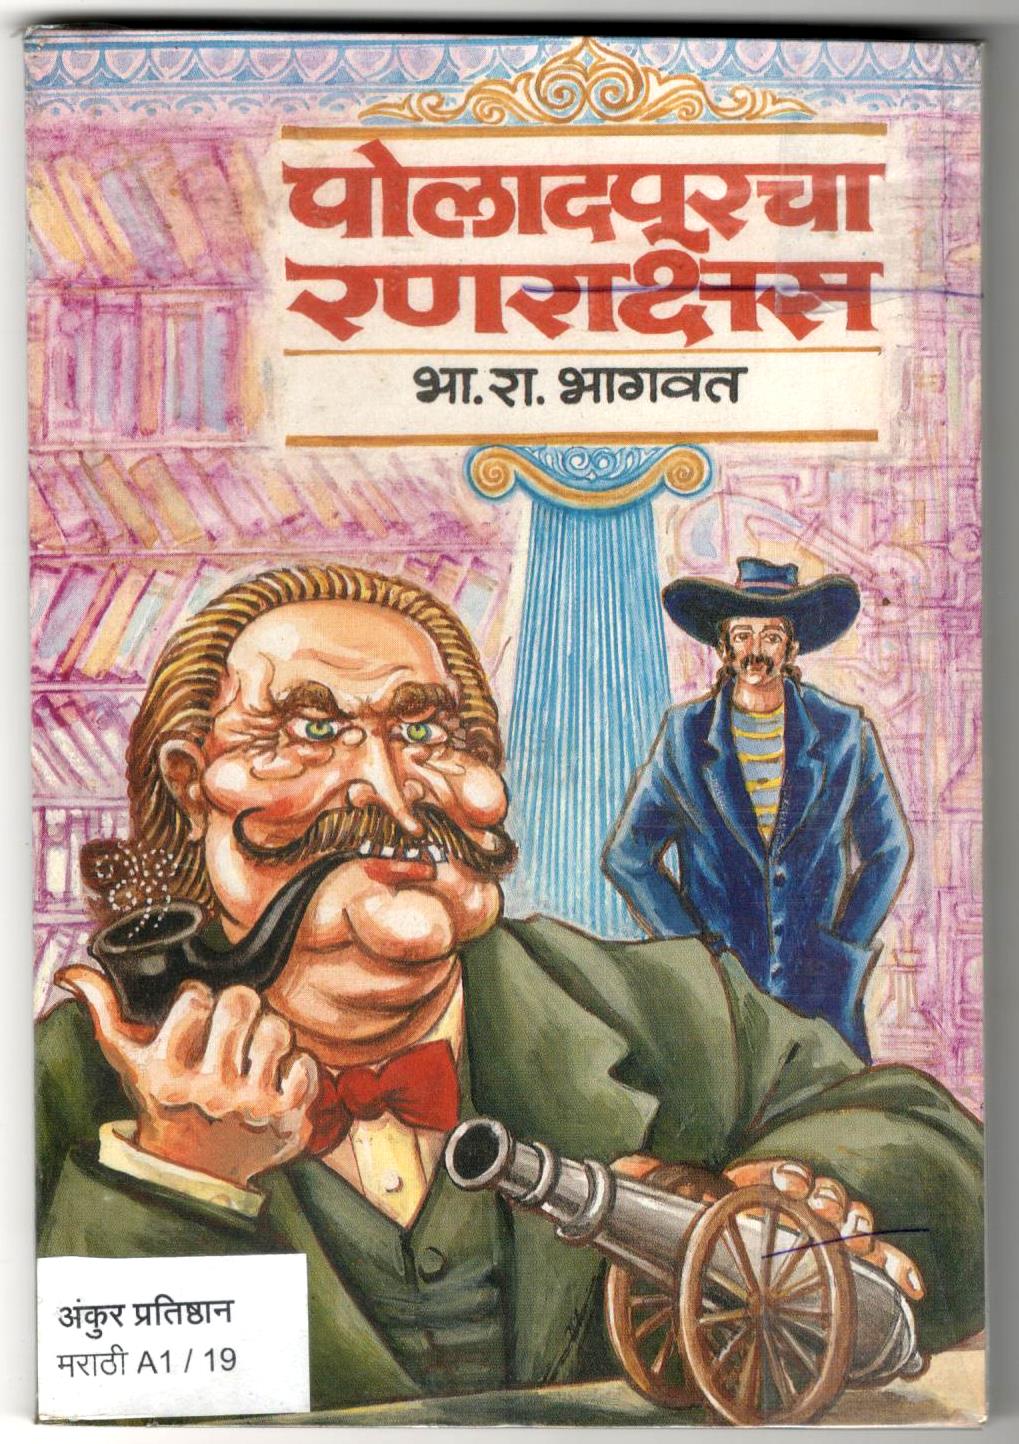 पोलादपूरचा
रणराक्षस
भा. रा. भागवत
अंकुर प्रतिष्ठान
मराठी A1 / 19